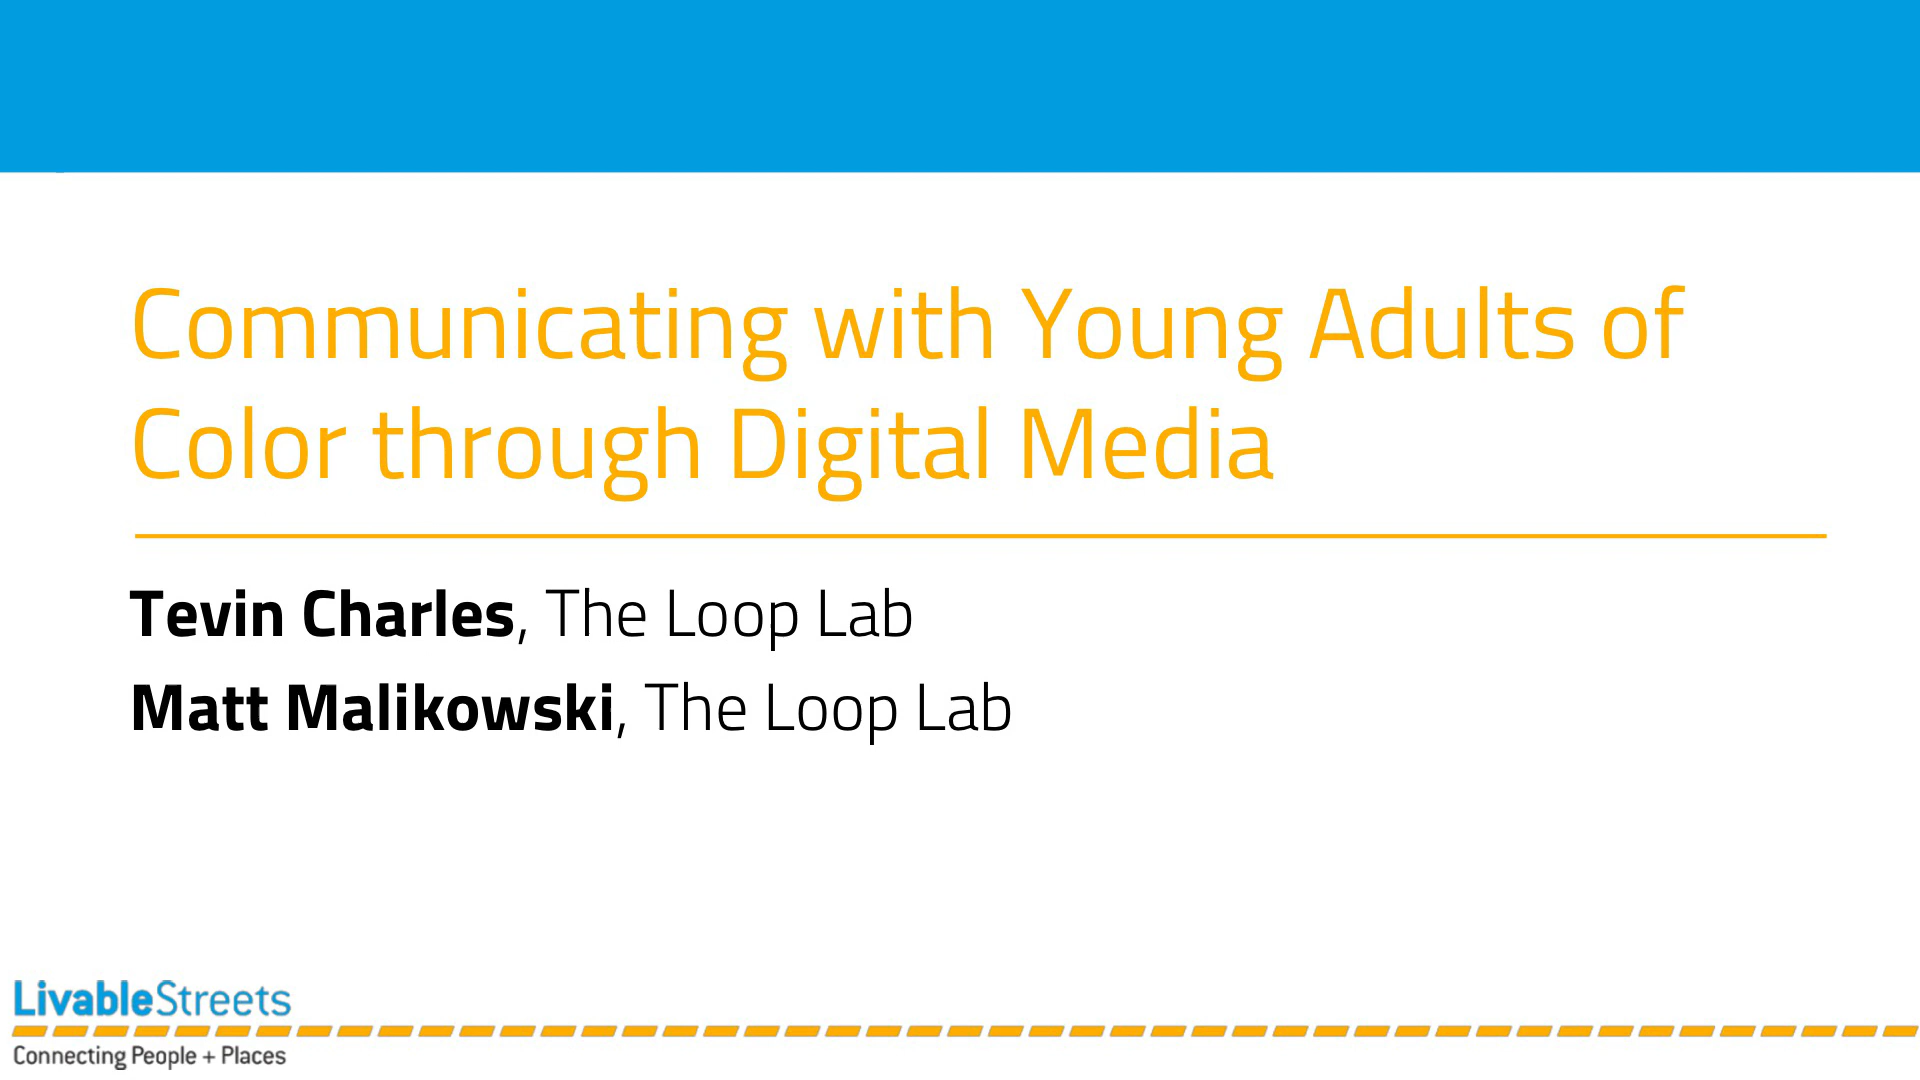 Communicating with Young Adults of
Color through Digital Media
Tevin Charles, The Loop Lab
Matt Malikowski, The Loop Lab
LivableStreets
Connecting People + Places